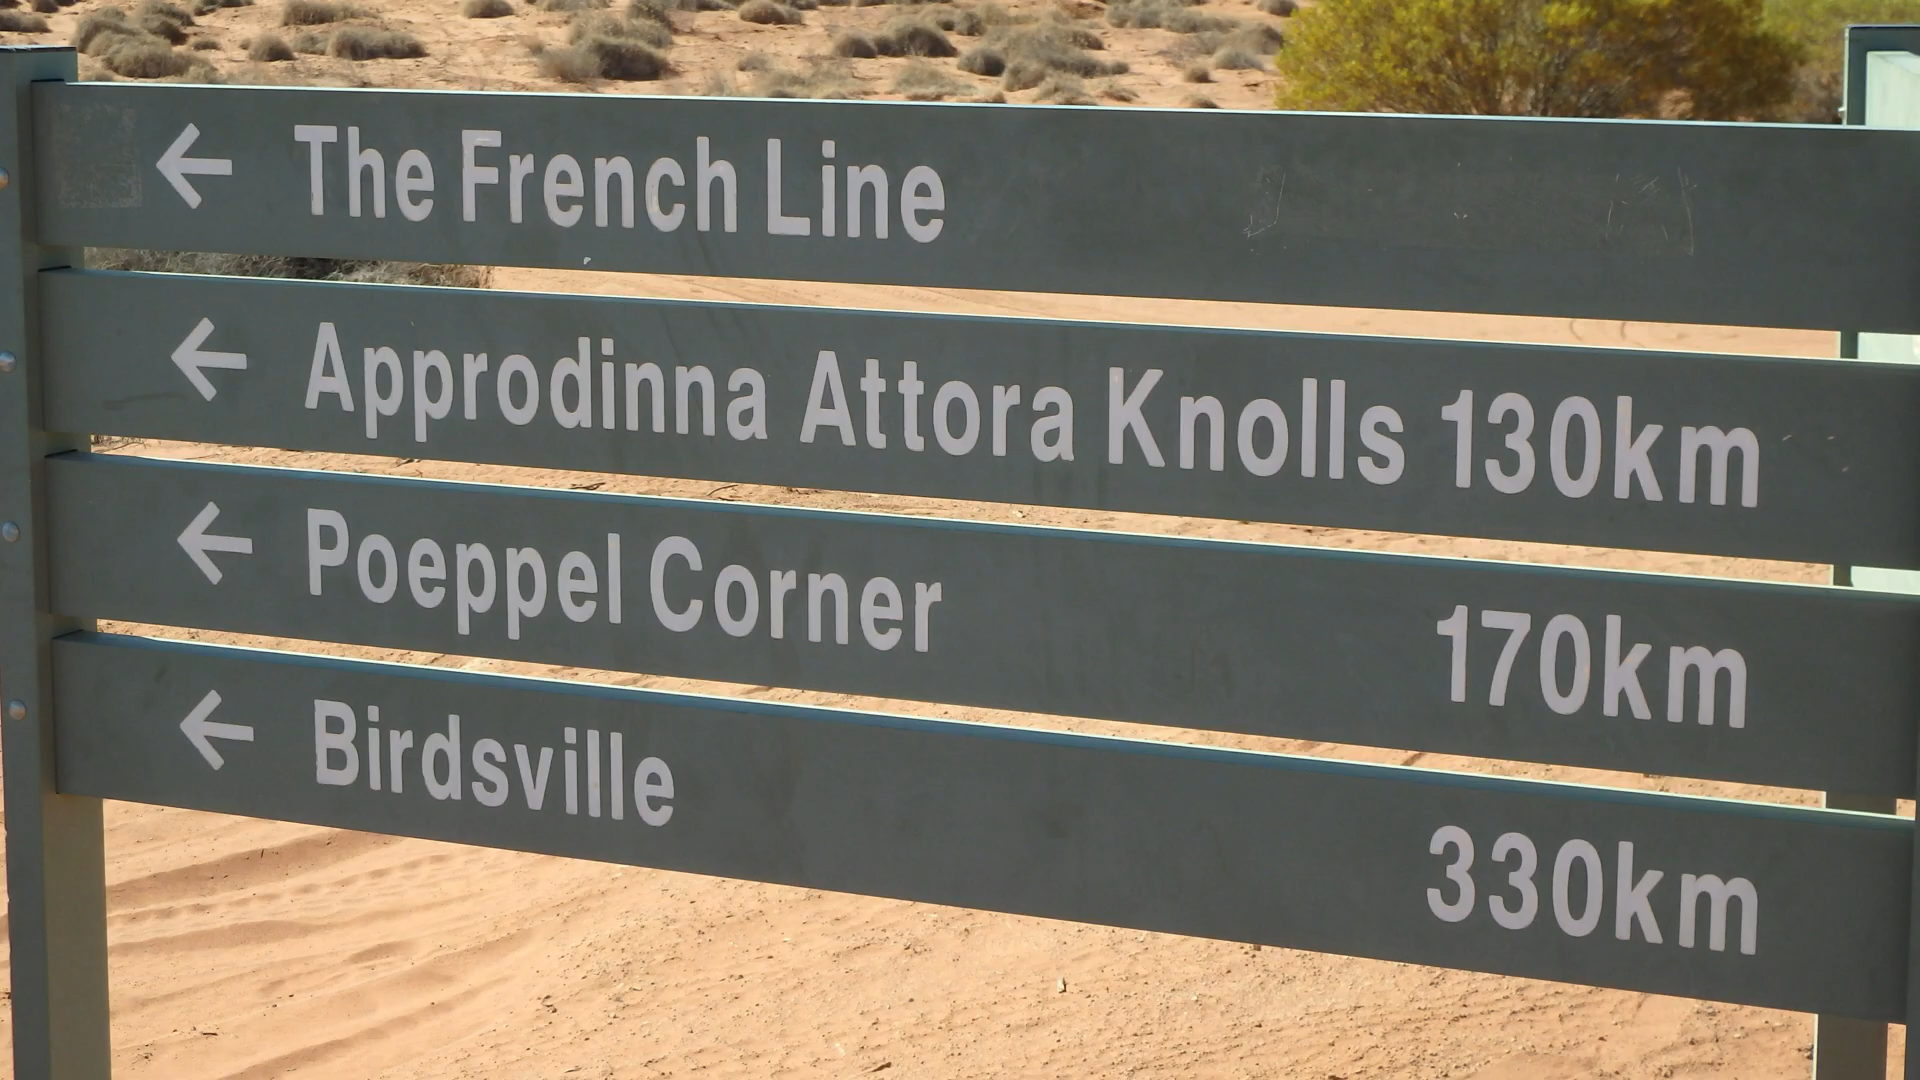 ← The French Line
← Approdinna Attora Knolls 130km
← Poeppel Corner 170km
← Birdsville 330km